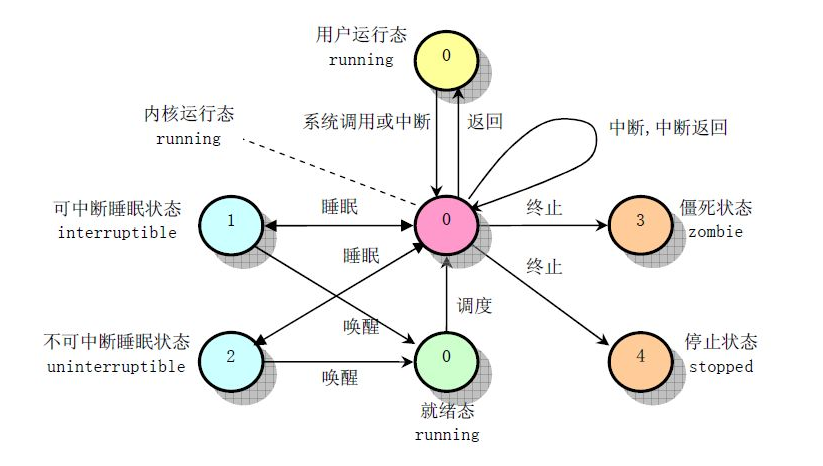 用户运行态
running
0
内核运行态
running
系统调用或中断
返回
中断,中断返回
可中断睡眠状态
interruptible
1
睡眠
0
终止
3
僵死状态
zombie
睡眠
终止
唤醒
调度
不可中断睡眠状态
uninterruptible
2
唤醒
0
4
停止状态
stopped
就绪态
running